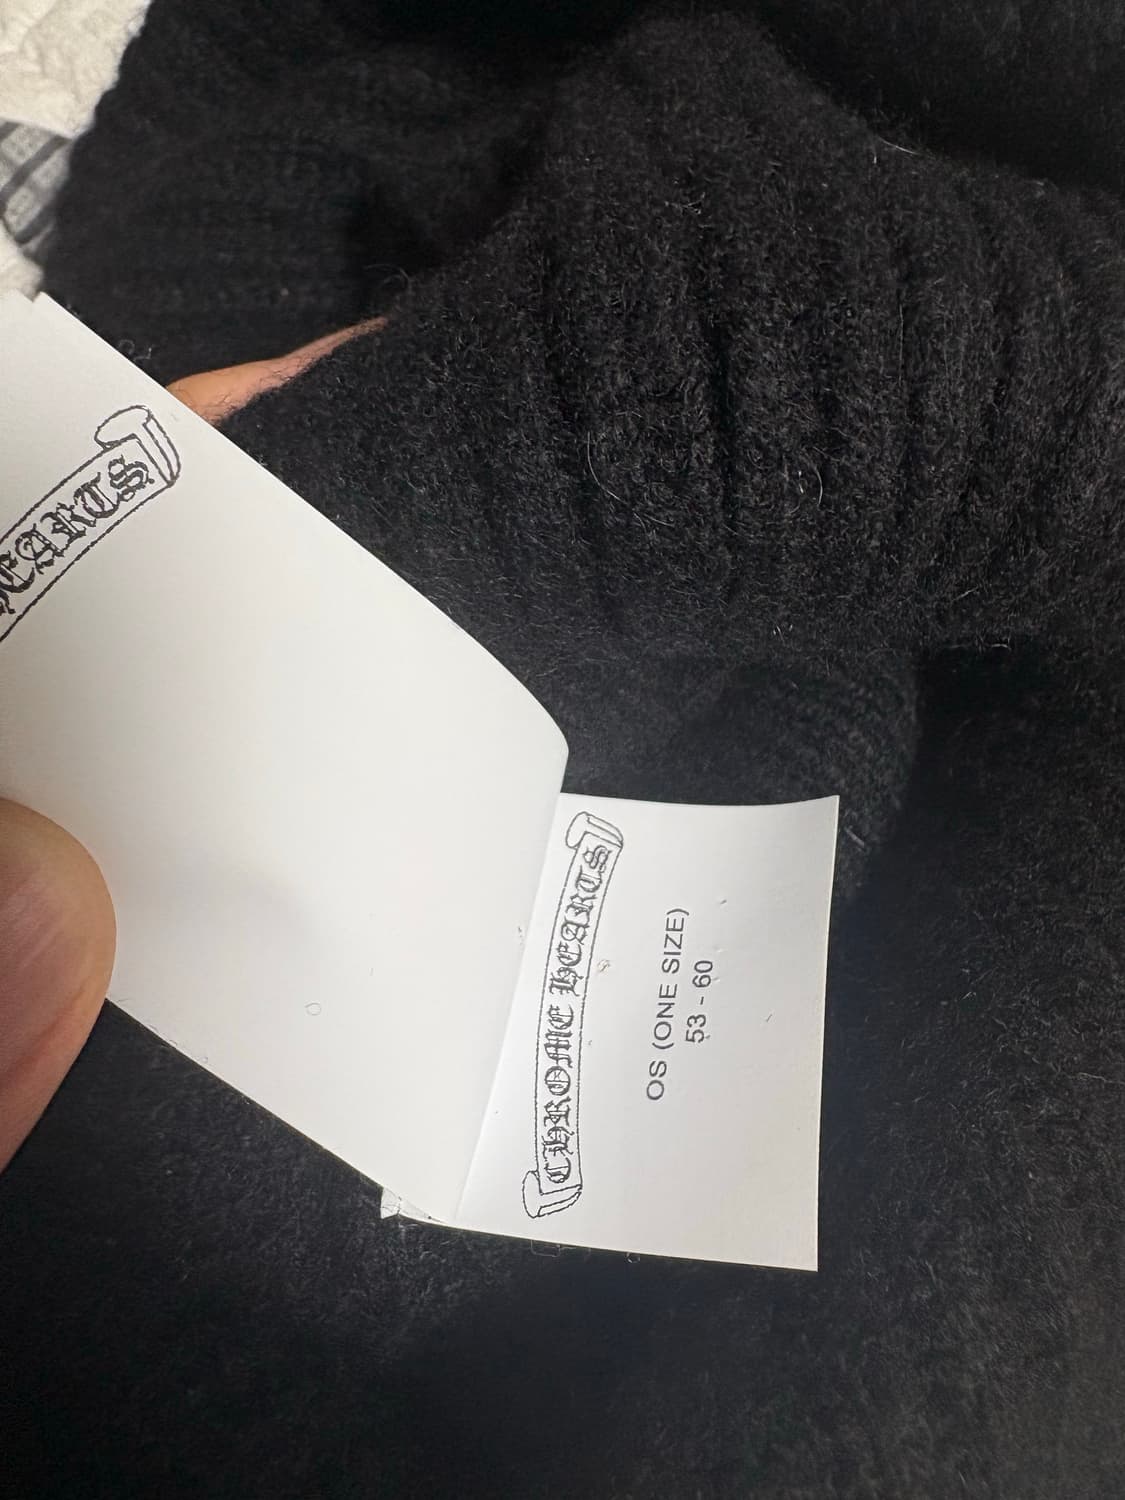 HEARTS
CHROME HEARTS
OS (ONE SIZE)
53 - 60